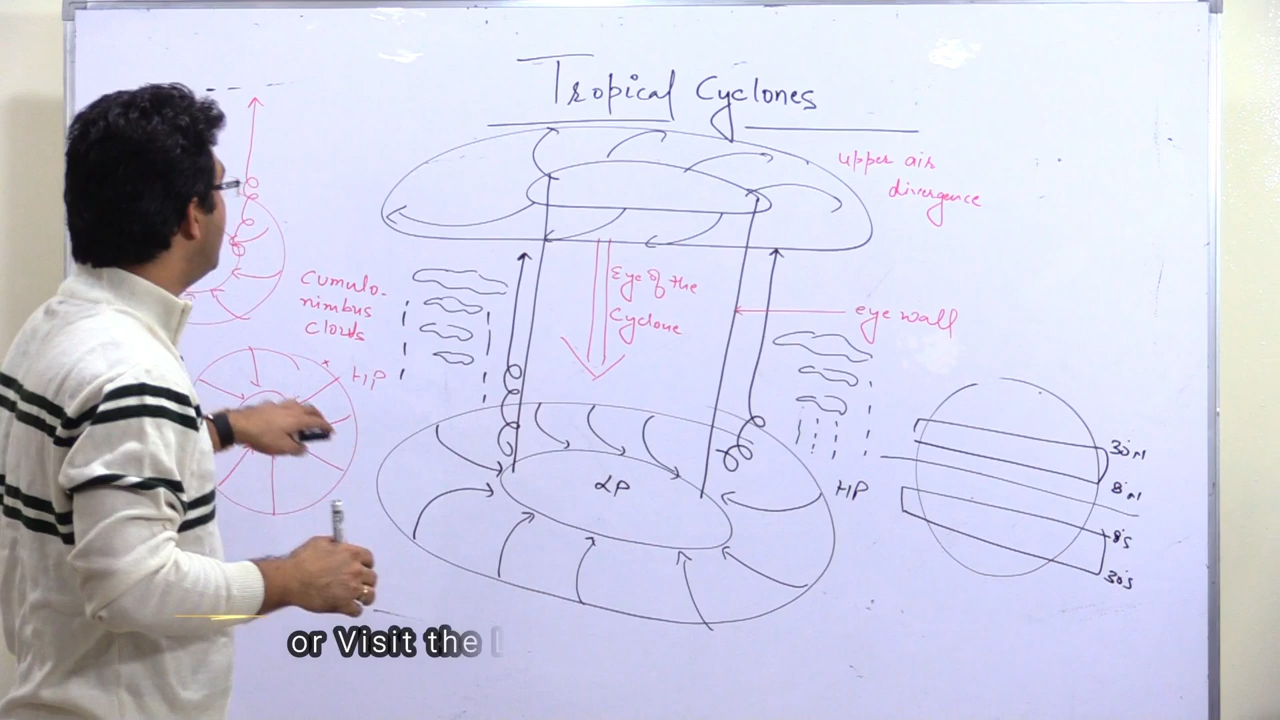 Tropical Cyclones
upper air
divergence
Cumulo-
nimbus
Clouds
Eye of the
Cyclone
eye wall
HP
LP
HP
30°N
8°N
8°S
30°S
or Visit the